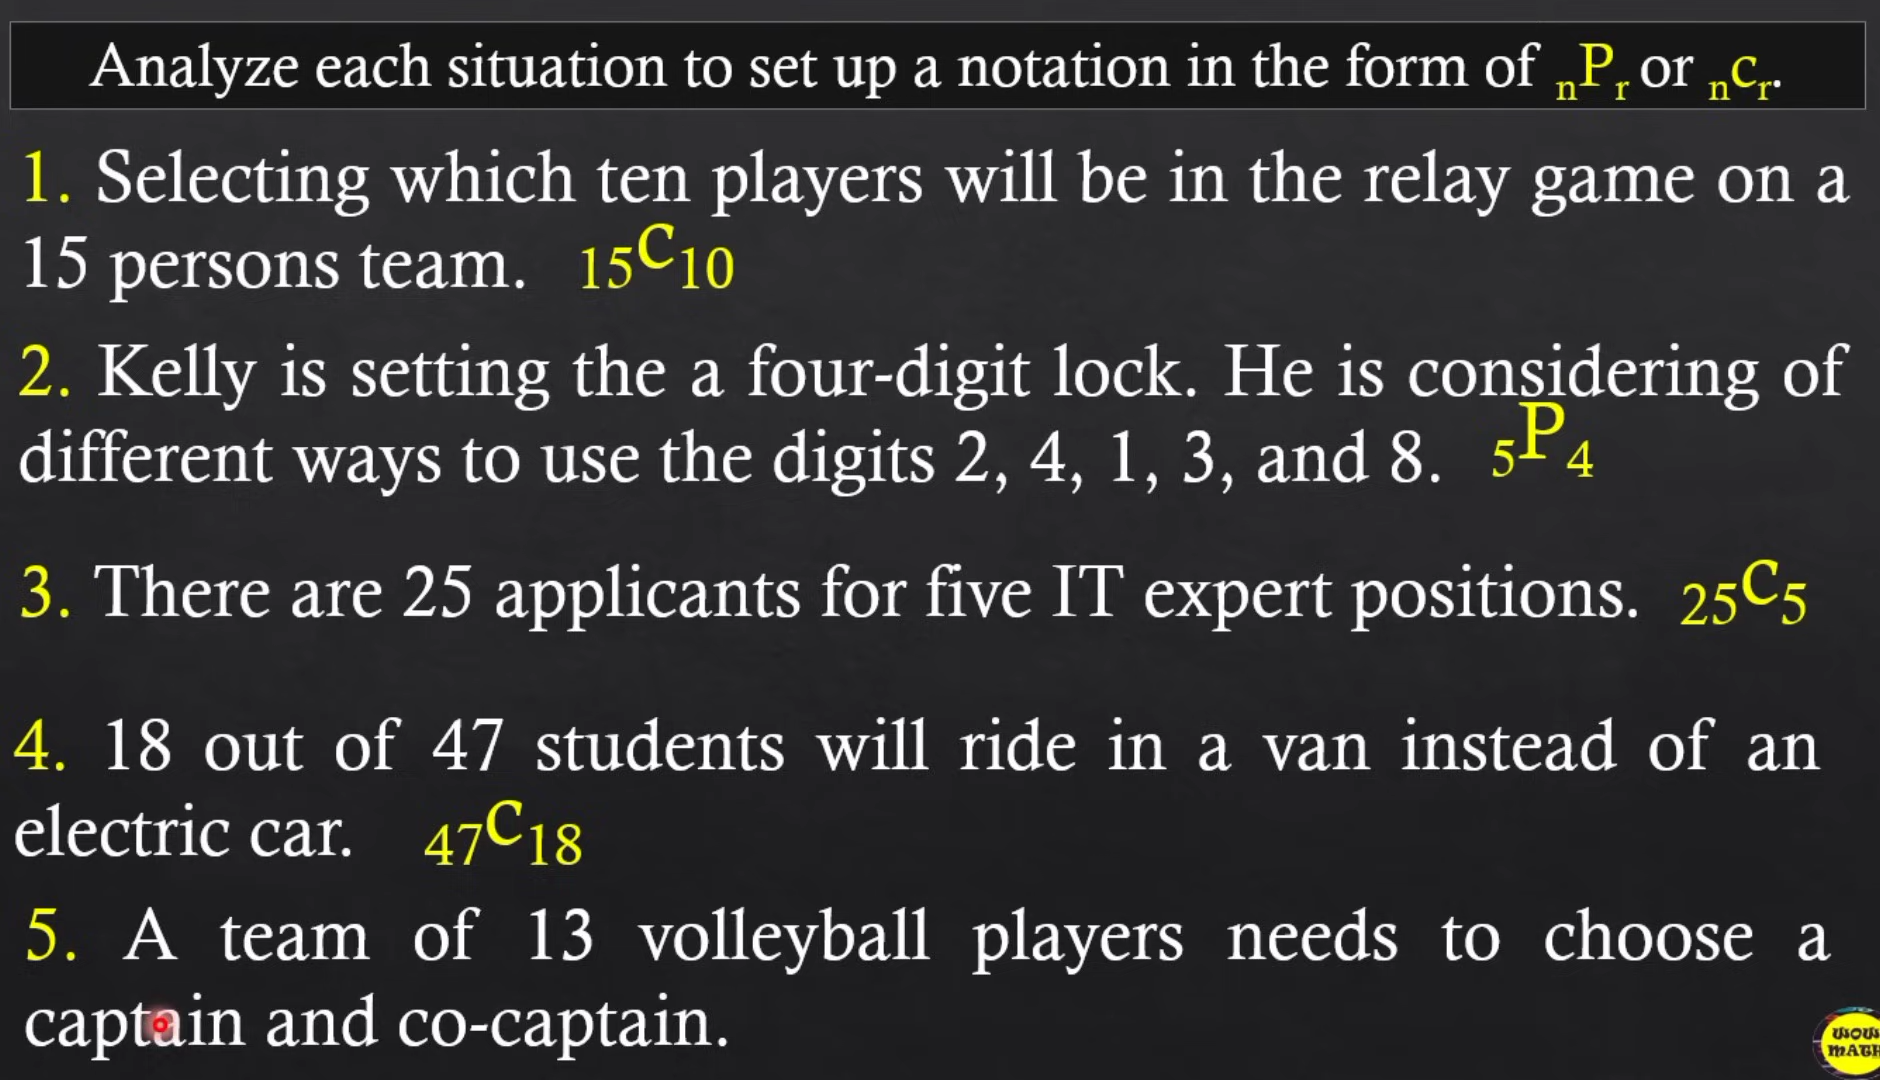 Analyze each situation to set up a notation in the form of nPr or nCr.
1. Selecting which ten players will be in the relay game on a
15 persons team. 15C10
2. Kelly is setting the a four-digit lock. He is considering of
different ways to use the digits 2, 4, 1, 3, and 8. 5P4
3. There are 25 applicants for five IT expert positions. 25C5
4. 18 out of 47 students will ride in a van instead of an
electric car. 47C18
5. A team of 13 volleyball players needs to choose a
captain and co-captain.
WOW
MATH